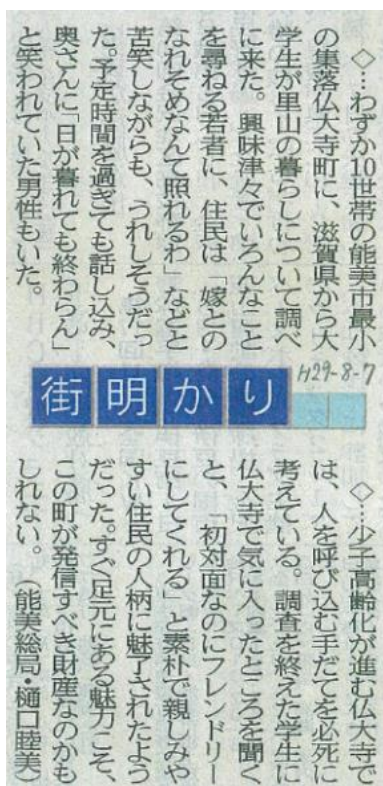 ◇…わずか10世帯の能美市最小
の集落仏大寺町に、滋賀県から大
学生が里山の暮らしについて調べ
に来た。興味津々でいろんなこと
を尋ねる若者に、住民は「嫁との
なれそめなんて照れるわ」などと
苦笑しながらも、うれしそうだっ
た。予定時間を過ぎても話し込み、
奥さんに「日が暮れても終わらん」
と笑われていた男性もいた。
街明かり
H29-8-7
◇…少子高齢化が進む仏大寺で
は、人を呼び込む手だてを必死に
考えている。調査を終えた学生に
仏大寺で気に入ったところを聞く
と、「初対面なのにフレンドリー
にしてくれる」と素朴で親しみや
すい住民の人柄に魅了されたよう
だった。すぐ足元にある魅力こそ、
この町が発信すべき財産なのかも
しれない。（能美総局・樋口睦美）